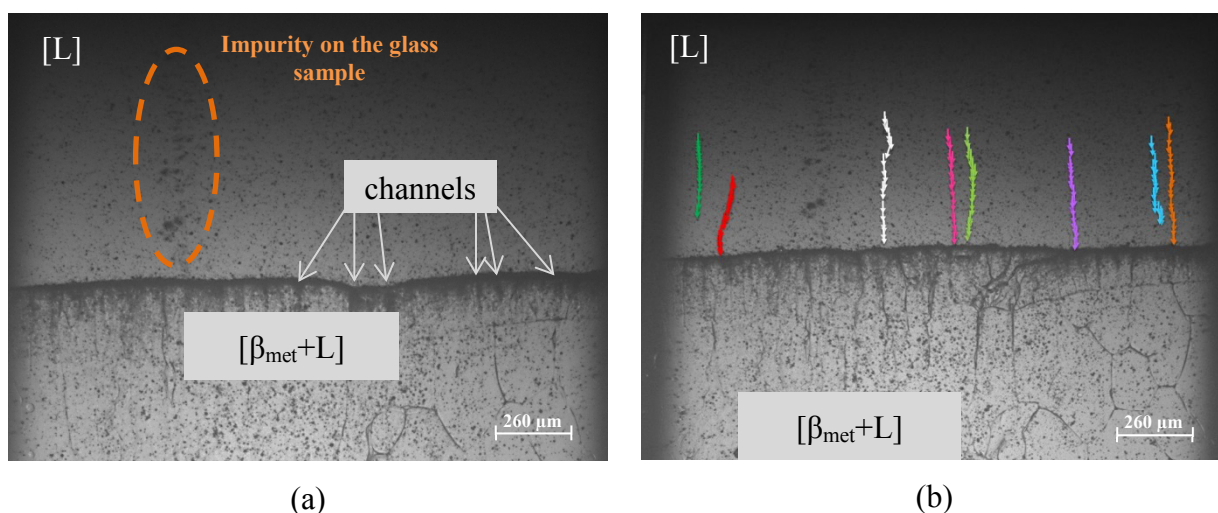 [L]
Impurity on the glass
sample
channels
[βmet+L]
260 µm
(a)
[L]
[βmet+L]
260 µm
(b)